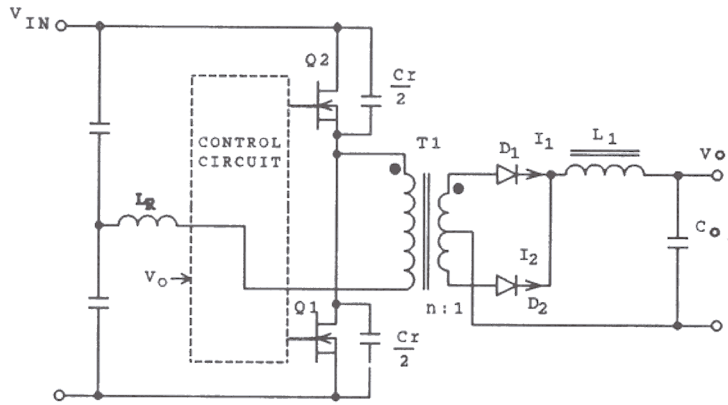 V IN
Q2
Cr
2
CONTROL
CIRCUIT
T1
D1
I1
L1
Vo
LR
Co
Vo
I2
D2
Q1
n:1
Cr
2